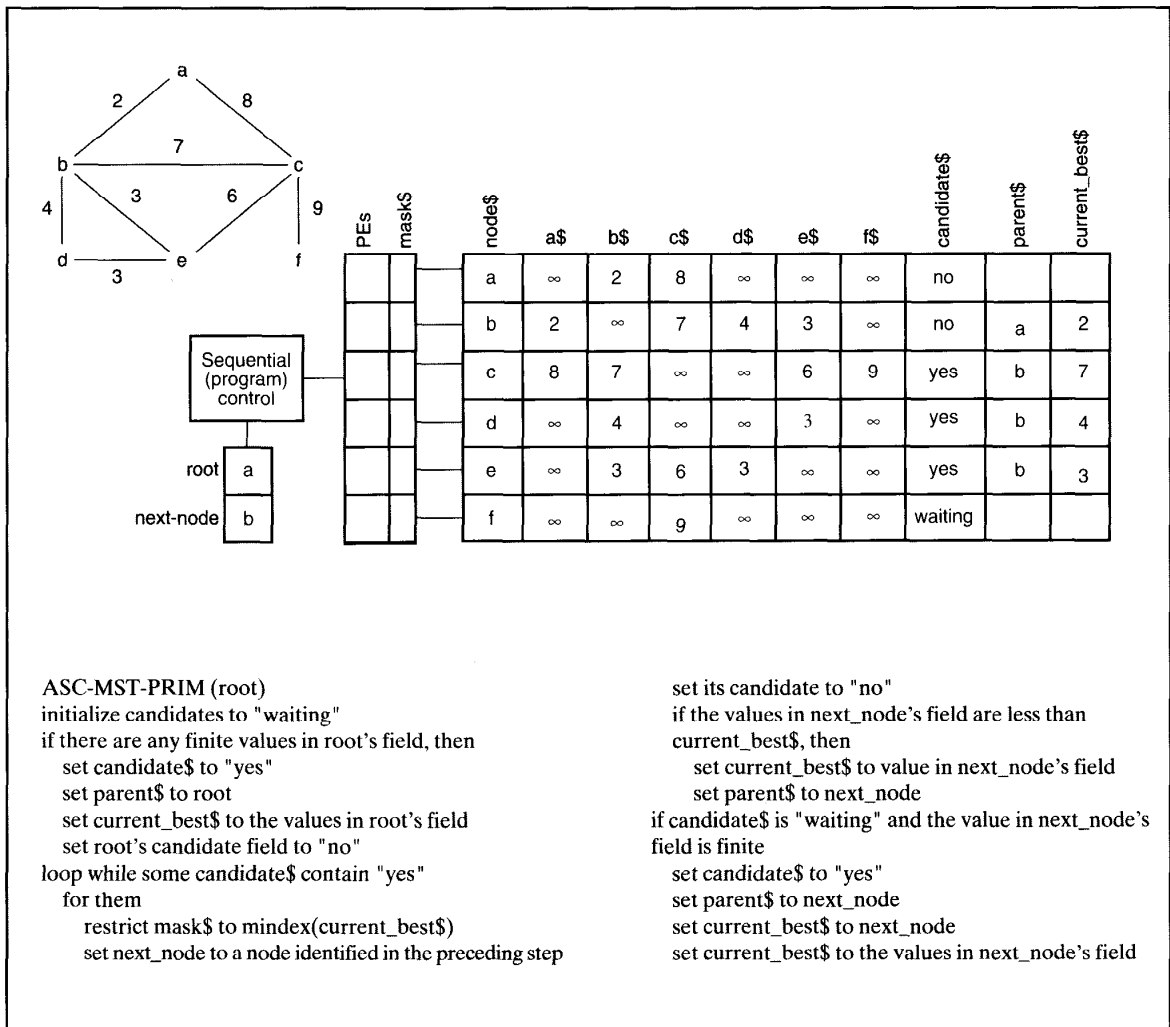 a
2 8
7
b c
4 3 6 9
d e f
3
PEs mask$ node$ a$ b$ c$ d$ e$ f$ candidate$ parent$ current_best$
a ∞ 2 8 ∞ ∞ ∞ no
b 2 ∞ 7 4 3 ∞ no a 2
c 8 7 ∞ ∞ 6 9 yes b 7
d ∞ 4 ∞ ∞ 3 ∞ yes b 4
e ∞ 3 6 3 ∞ ∞ yes b 3
f ∞ ∞ 9 ∞ ∞ ∞ waiting
Sequential
(program)
control
root a
next-node b
ASC-MST-PRIM (root)
initialize candidates to "waiting"
if there are any finite values in root's field, then
set candidate$ to "yes"
set parent$ to root
set current_best$ to the values in root's field
set root's candidate field to "no"
loop while some candidate$ contain "yes"
for them
restrict mask$ to mindex(current_best$)
set next_node to a node identified in the preceding step
set its candidate to "no"
if the values in next_node's field are less than
current_best$, then
set current_best$ to value in next_node's field
set parent$ to next_node
if candidate$ is "waiting" and the value in next_node's
field is finite
set candidate$ to "yes"
set parent$ to next_node
set current_best$ to next_node
set current_best$ to the values in next_node's field